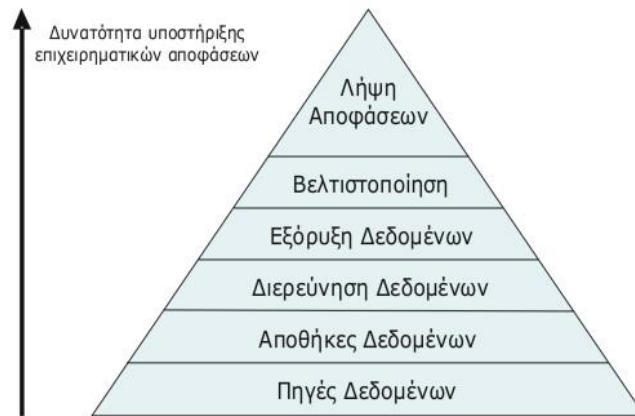 Δυνατότητα υποστήριξης
επιχειρηματικών αποφάσεων
Λήψη
Αποφάσεων
Βελτιστοποίηση
Εξόρυξη Δεδομένων
Διερεύνηση Δεδομένων
Αποθήκες Δεδομένων
Πηγές Δεδομένων